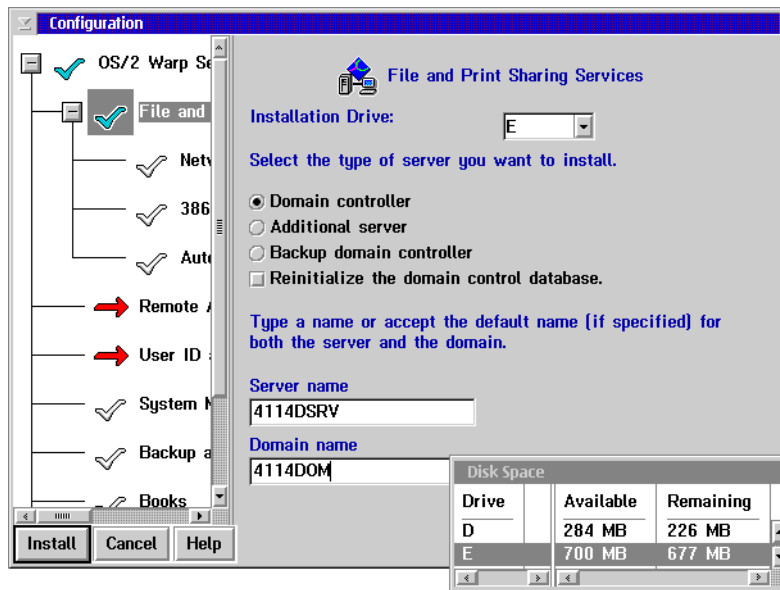 Configuration
OS/2 Warp Se
File and
Netw
386
Auto
Remote
User ID
System
Backup a
Books
Install
Cancel
Help
File and Print Sharing Services
Installation Drive:
E
Select the type of server you want to install.
Domain controller
Additional server
Backup domain controller
Reinitialize the domain control database.
Type a name or accept the default name (if specified) for
both the server and the domain.
Server name
4114DSRV
Domain name
4114DOM
Disk Space
Drive Available Remaining
D 284 MB 226 MB
E 700 MB 677 MB